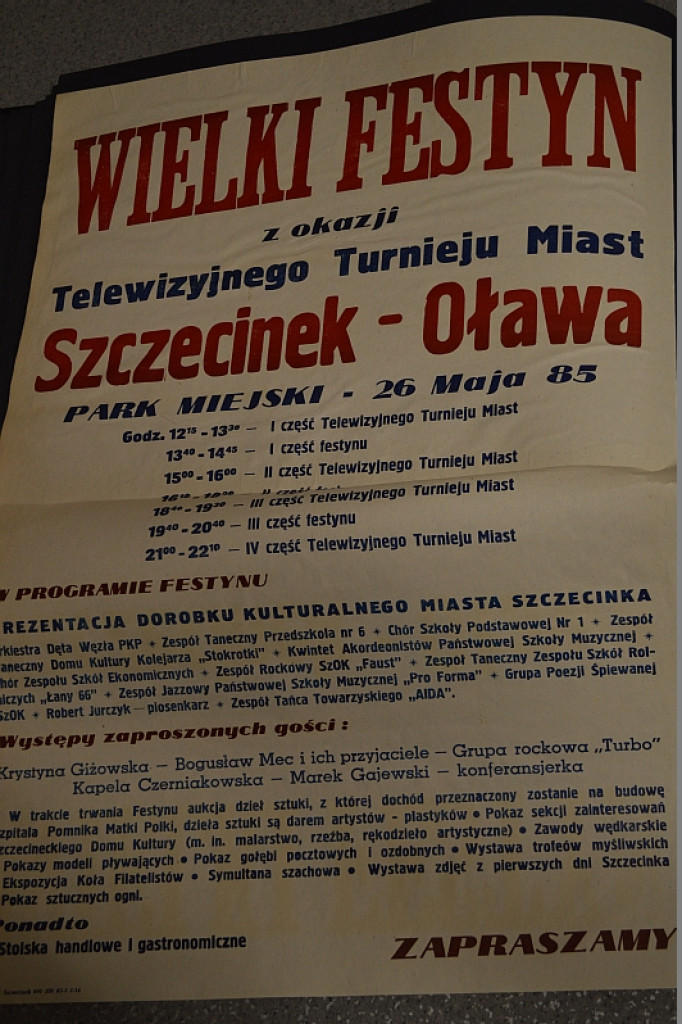 WIELKI FESTYN
z okazji
Telewizyjnego Turnieju Miast
Szczecinek - Oława
PARK MIEJSKI - 26 Maja 85
Godz. 12¹⁵ - 13³⁰ — I część Telewizyjnego Turnieju Miast
13⁴⁰ - 14⁴⁵ — I część festynu
15⁰⁰ - 16⁰⁰ — II część Telewizyjnego Turnieju Miast
18⁴⁰ - 19³⁰ — III część Telewizyjnego Turnieju Miast
19⁴⁰ - 20⁴⁰ — III część festynu
21⁰⁰ - 22¹⁰ — IV część Telewizyjnego Turnieju Miast
W PROGRAMIE FESTYNU
REZENTACJA DOROBKU KULTURALNEGO MIASTA SZCZECINKA
rkiestra Dęta Węzła PKP + Zespół Taneczny Przedszkola nr 6 + Chór Szkoły Podstawowej Nr 1 + Zespół
aneczny Domu Kultury Kolejarza „Stokrotki" + Kwintet Akordeonistów Państwowej Szkoły Muzycznej +
hór Zespołu Szkół Ekonomicznych + Zespół Rockowy SzOK „Faust" + Zespół Taneczny Zespołu Szkół Rol-
niczych „Łany 66" + Zespół Jazzowy Państwowej Szkoły Muzycznej „Pro Forma" + Grupa Poezji Śpiewanej
SzOK + Robert Jurczyk — piosenkarz + Zespół Tańca Towarzyskiego „AIDA".
Występy zaproszonych gości :
Krystyna Giżowska — Bogusław Mec i ich przyjaciele — Grupa rockowa „Turbo"
Kapela Czerniakowska — Marek Gajewski — konferansjerka
W trakcie trwania Festynu aukcja dzieł sztuki, z której dochód przeznaczony zostanie na budowę
zpitala Pomnika Matki Polki, dzieła sztuki są darem artystów - plastyków • Pokaz sekcji zainteresowań
zczecineckiego Domu Kultury (m. in. malarstwo, rzeźba, rękodzieło artystyczne) • Zawody wędkarskie
Pokazy modeli pływających • Pokaz gołębi pocztowych i ozdobnych • Wystawa trofeów myśliwskich
Ekspozycja Koła Filatelistów • Symultana szachowa • Wystawa zdjęć z pierwszych dni Szczecinka
Pokaz sztucznych ogni.
Ponadto
Stoiska handlowe i gastronomiczne
ZAPRASZAMY